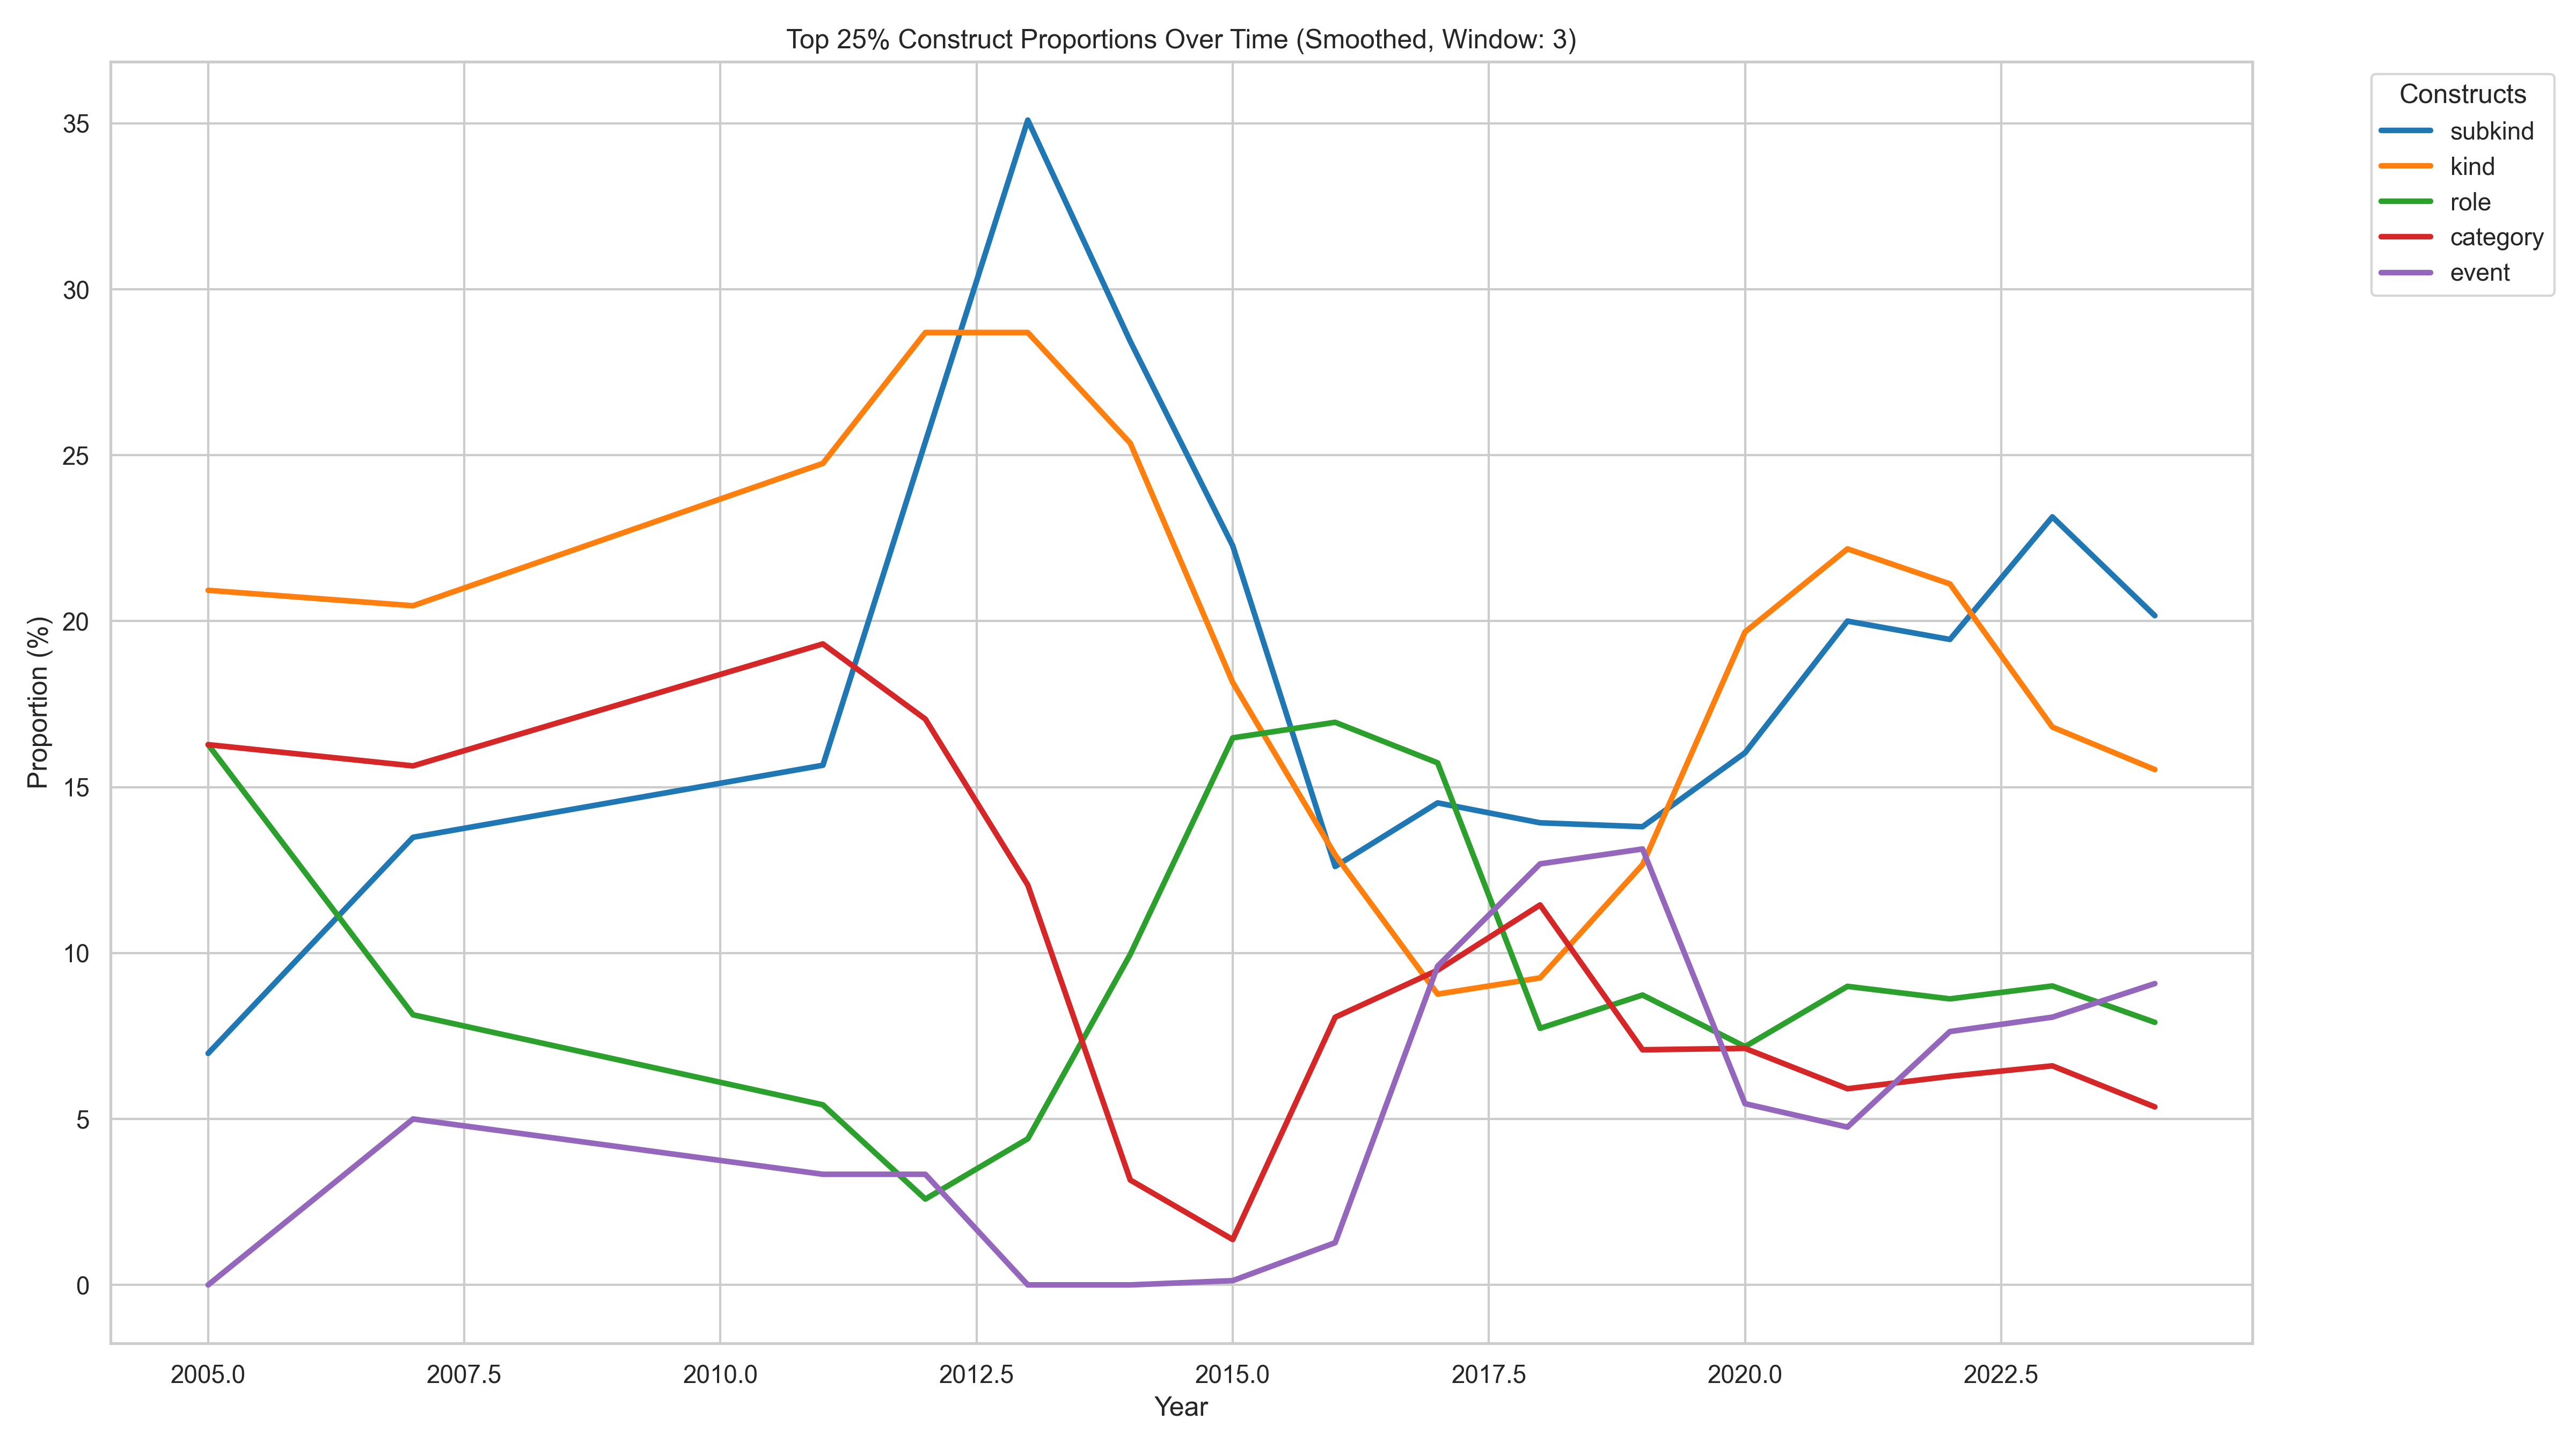 Top 25% Construct Proportions Over Time (Smoothed, Window: 3)
Constructs
subkind
kind
role
category
event
Proportion (%)
35
30
25
20
15
10
5
0
2005.0 2007.5 2010.0 2012.5 2015.0 2017.5 2020.0 2022.5
Year